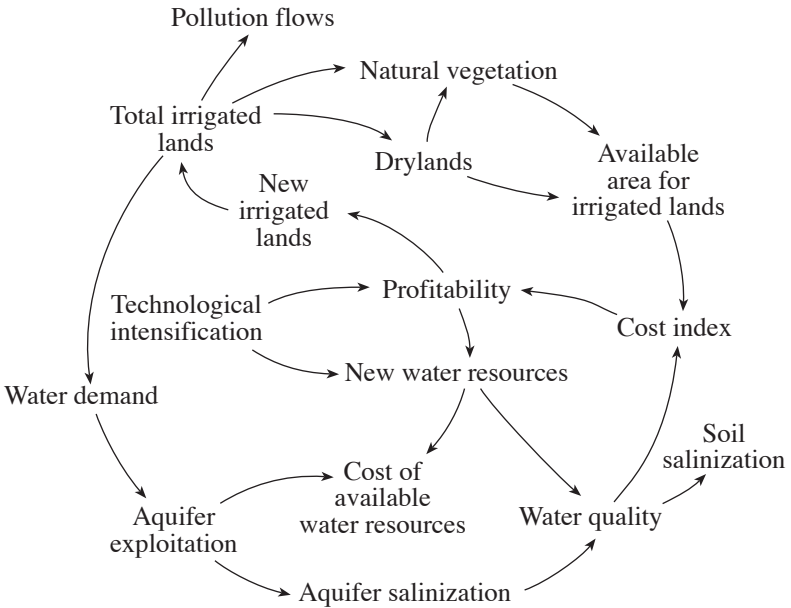 Pollution flows
Natural vegetation
Total irrigated
lands
Drylands
Available
area for
irrigated lands
New
irrigated
lands
Profitability
Technological
intensification
Cost index
New water resources
Water demand
Soil
salinization
Cost of
available
water resources
Aquifer
exploitation
Water quality
Aquifer salinization